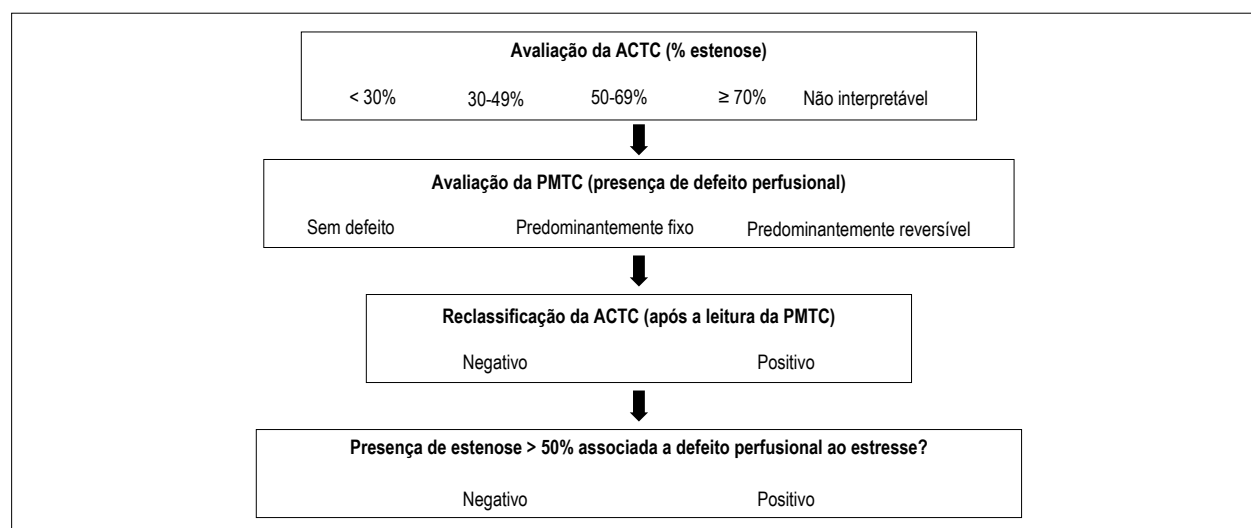 Avaliação da ACTC (% estenose)
< 30% 30-49% 50-69% ≥ 70% Não interpretável
Avaliação da PMTC (presença de defeito perfusional)
Sem defeito Predominantemente fixo Predominantemente reversível
Reclassificação da ACTC (após a leitura da PMTC)
Negativo Positivo
Presença de estenose > 50% associada a defeito perfusional ao estresse?
Negativo Positivo